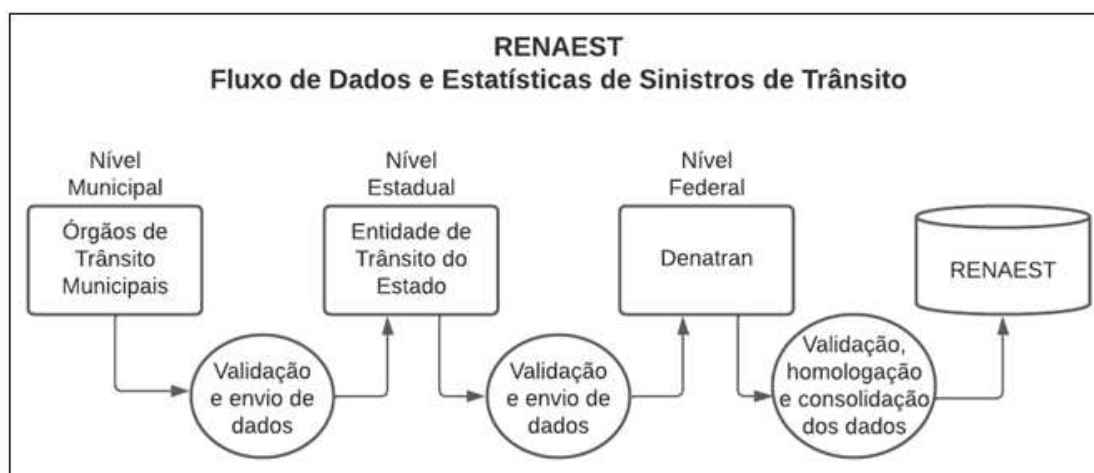 RENAEST
Fluxo de Dados e Estatísticas de Sinistros de Trânsito
Nível
Municipal
Órgãos de
Trânsito
Municipais
Validação
e envio de
dados
Nível
Estadual
Entidade de
Trânsito do
Estado
Validação
e envio de
dados
Nível
Federal
Denatran
Validação,
homologação
e consolidação
dos dados
RENAEST